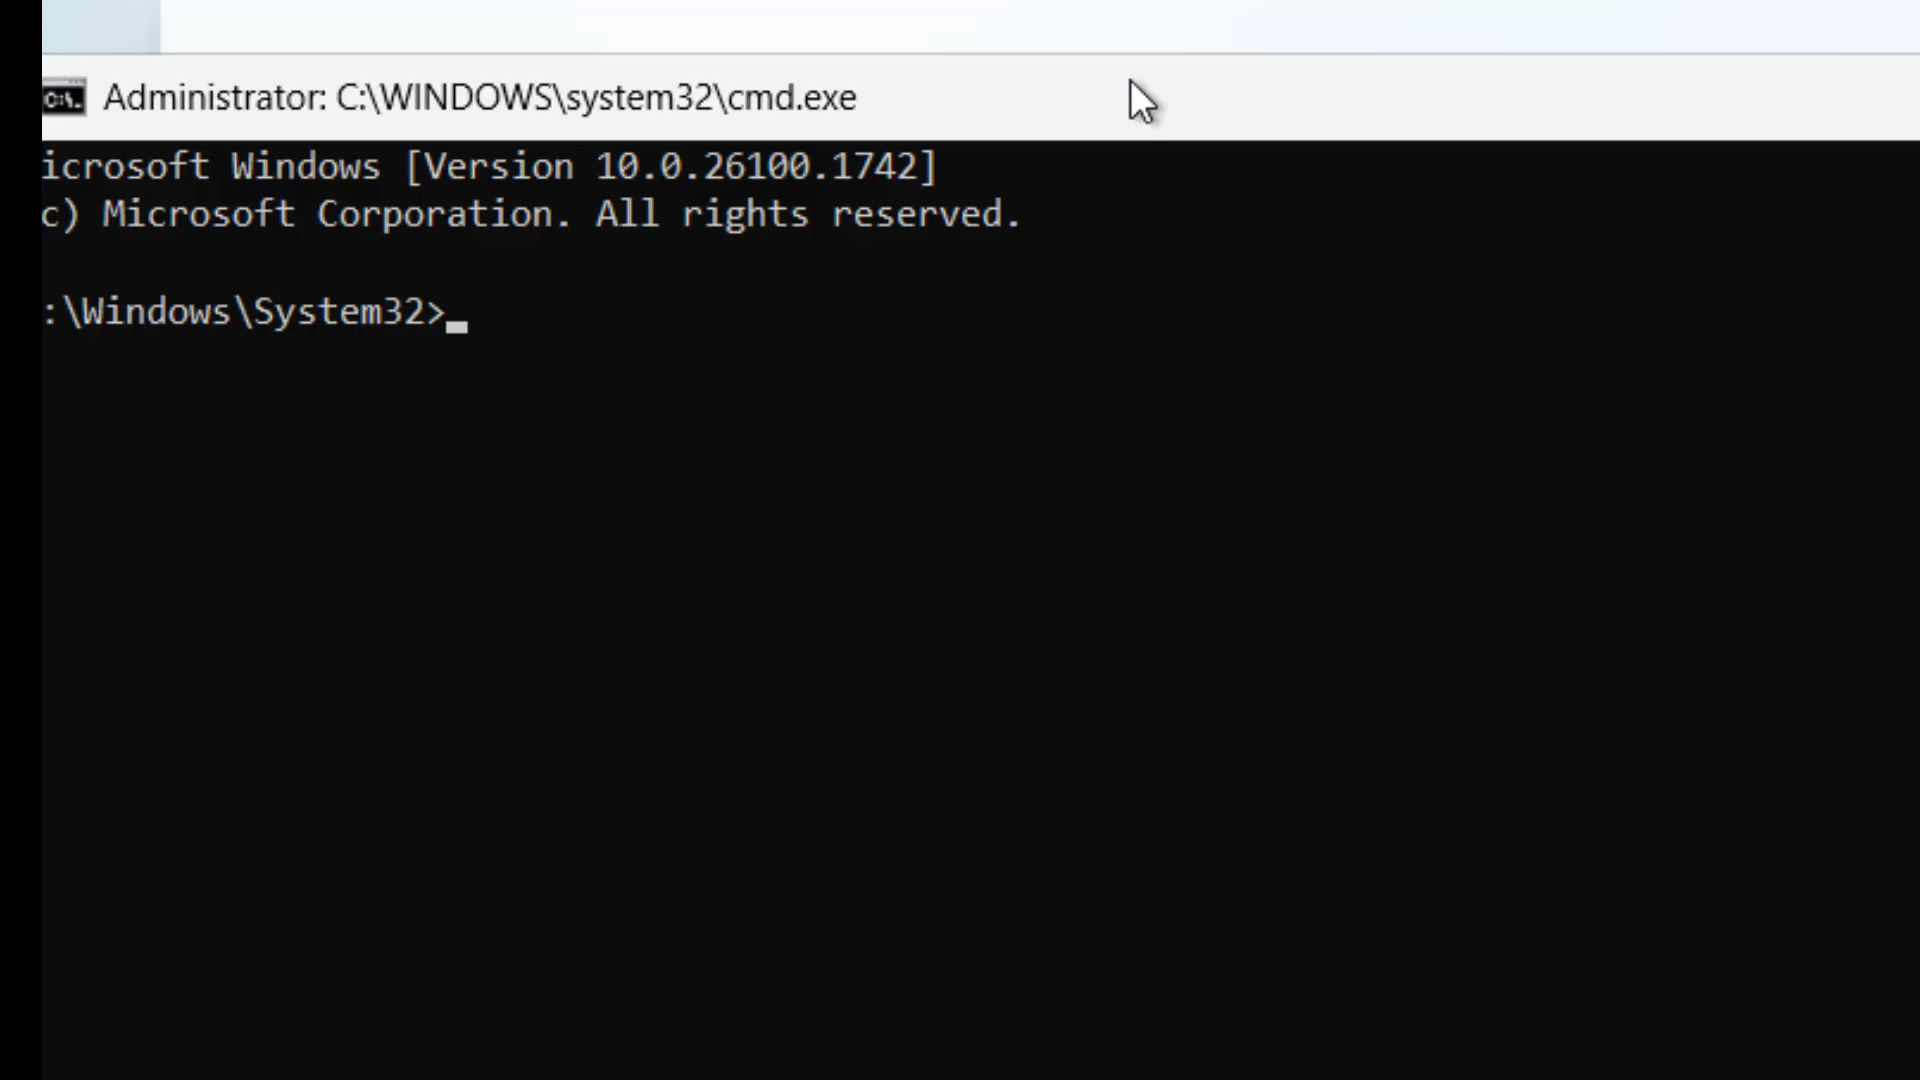 Administrator: C:\WINDOWS\system32\cmd.exe
icrosoft Windows [Version 10.0.26100.1742]
c) Microsoft Corporation. All rights reserved.
:\Windows\System32>